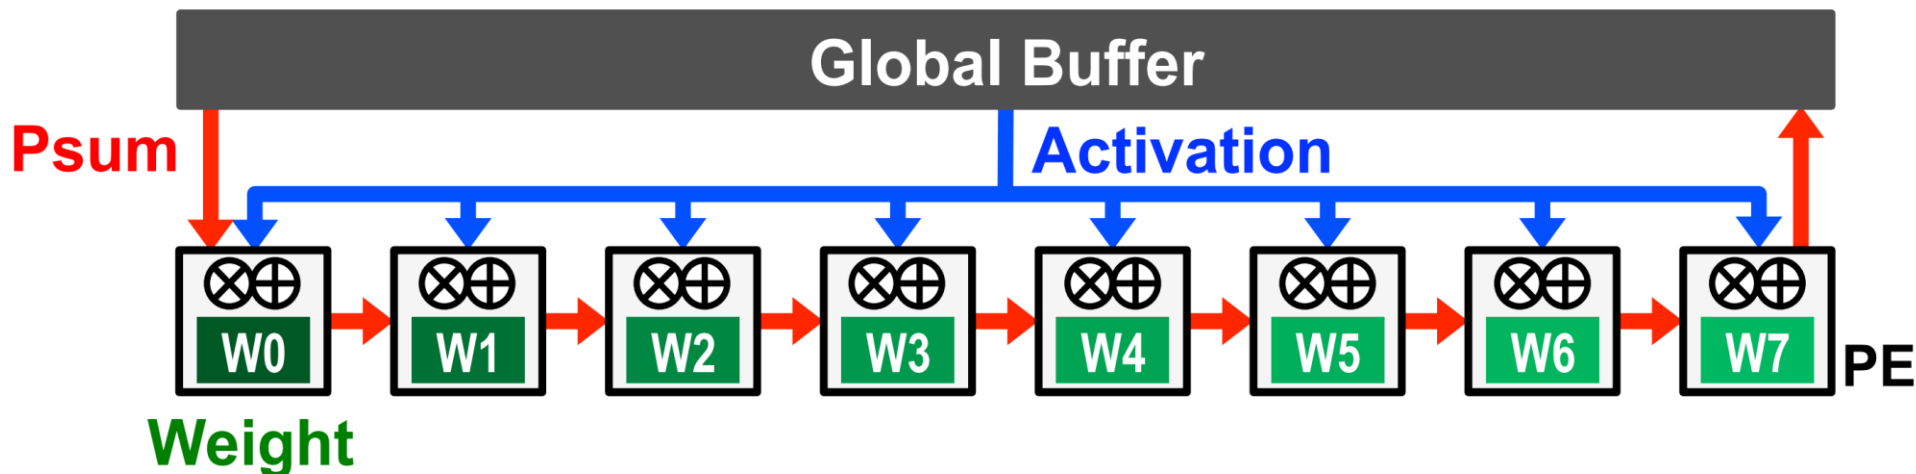 Global Buffer
Psum
Activation
W0 W1 W2 W3 W4 W5 W6 W7
PE
Weight